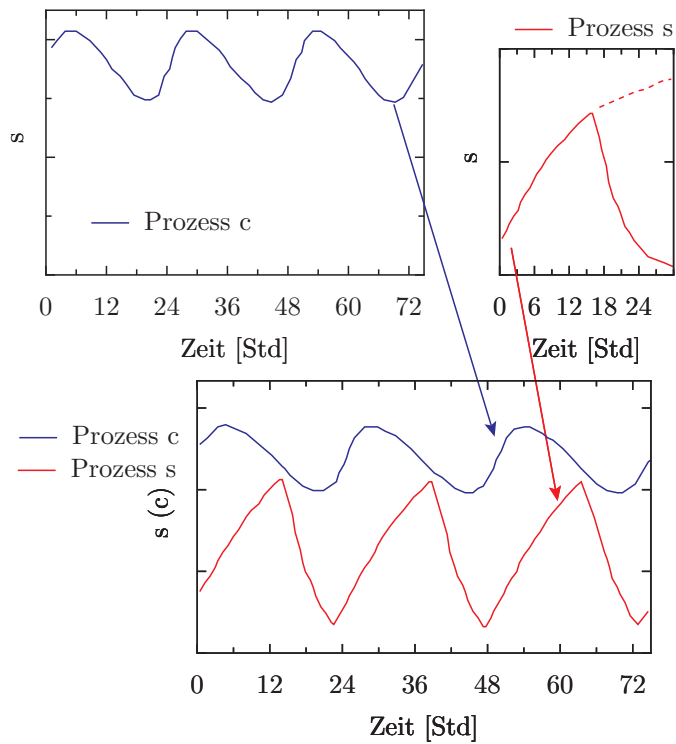 Prozess s
s
Prozess c
0 12 24 36 48 60 72
Zeit [Std]
s
0 6 12 18 24
Zeit [Std]
Prozess c
Prozess s
s (c)
0 12 24 36 48 60 72
Zeit [Std]